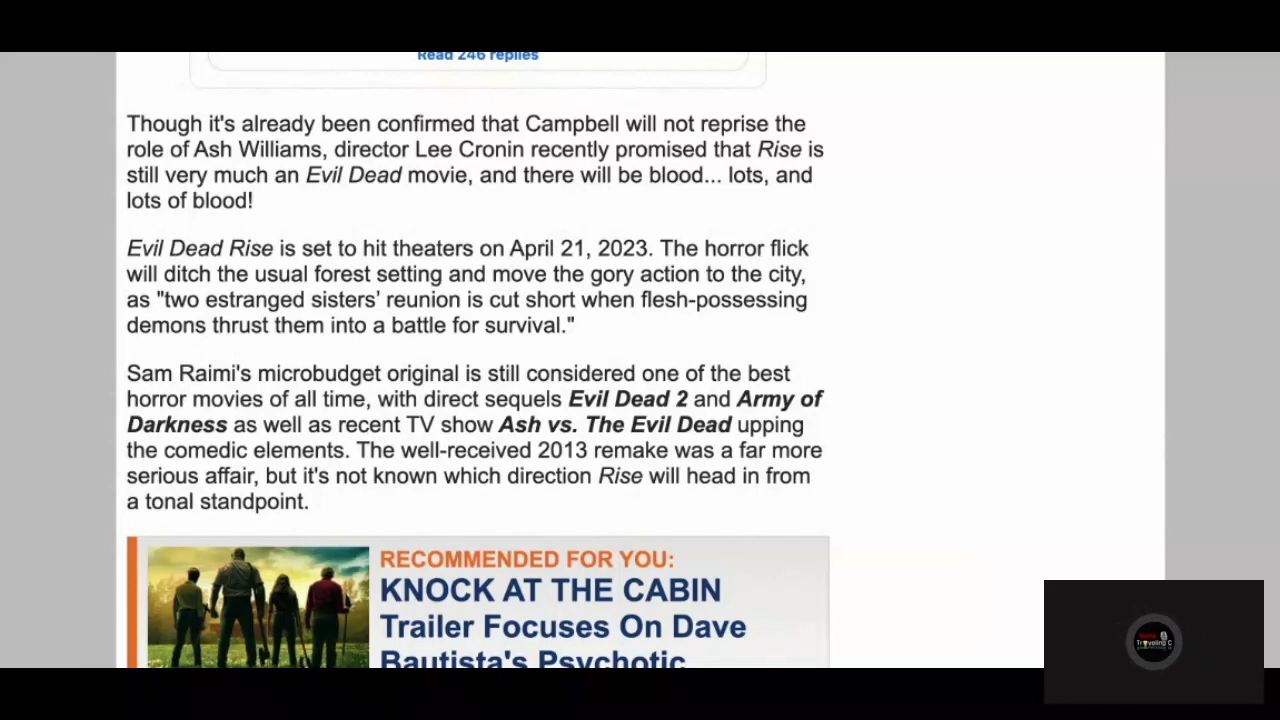 Read 246 replies
Though it's already been confirmed that Campbell will not reprise the
role of Ash Williams, director Lee Cronin recently promised that Rise is
still very much an Evil Dead movie, and there will be blood... lots, and
lots of blood!
Evil Dead Rise is set to hit theaters on April 21, 2023. The horror flick
will ditch the usual forest setting and move the gory action to the city,
as "two estranged sisters’ reunion is cut short when flesh-possessing
demons thrust them into a battle for survival."
Sam Raimi's microbudget original is still considered one of the best
horror movies of all time, with direct sequels Evil Dead 2 and Army of
Darkness as well as recent TV show Ash vs. The Evil Dead upping
the comedic elements. The well-received 2013 remake was a far more
serious affair, but it's not known which direction Rise will head in from
a tonal standpoint.
RECOMMENDED FOR YOU:
KNOCK AT THE CABIN
Trailer Focuses On Dave
Bautista's Psychotic